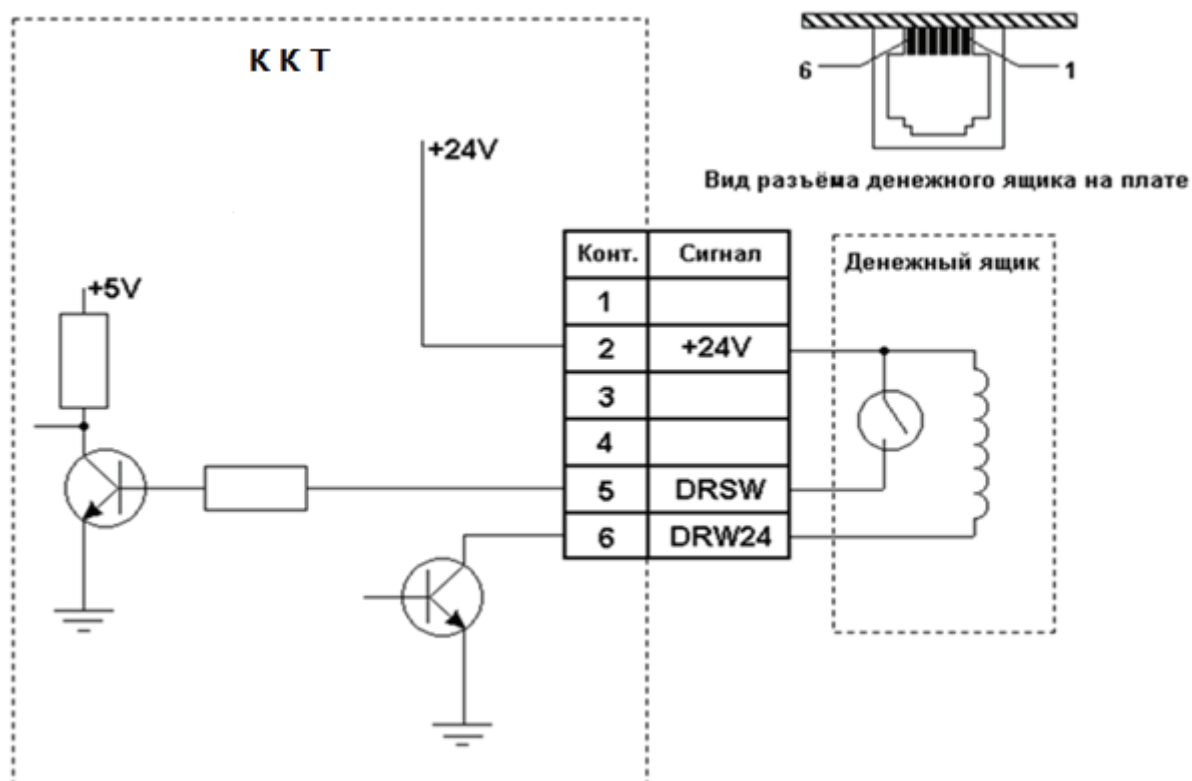 К К Т
6
1
Вид разъёма денежного ящика на плате
+24V
+5V
Конт. Сигнал
1
2 +24V
3
4
5 DRSW
6 DRW24
Денежный ящик